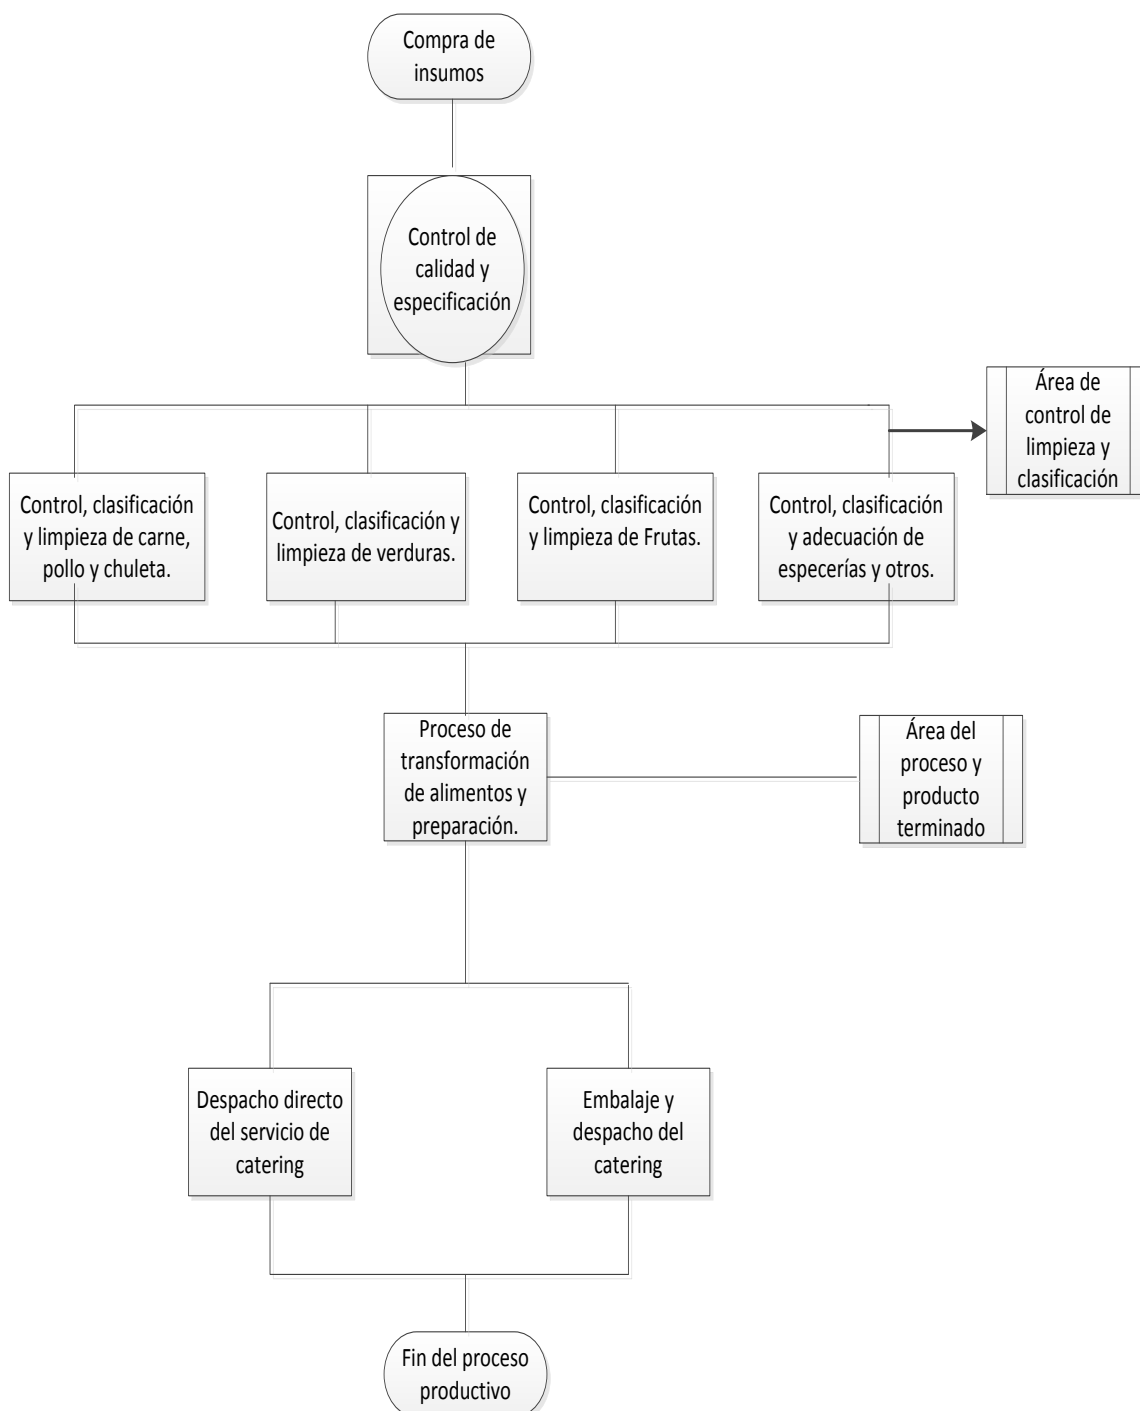 Compra de
insumos
Control de
calidad y
especificación
Área de
control de
limpieza y
clasificación
Control, clasificación
y limpieza de carne,
pollo y chuleta.
Control, clasificación y
limpieza de verduras.
Control, clasificación
y limpieza de Frutas.
Control, clasificación
y adecuación de
especerías y otros.
Proceso de
transformación
de alimentos y
preparación.
Área del
proceso y
producto
terminado
Despacho directo
del servicio de
catering
Embalaje y
despacho del
catering
Fin del proceso
productivo